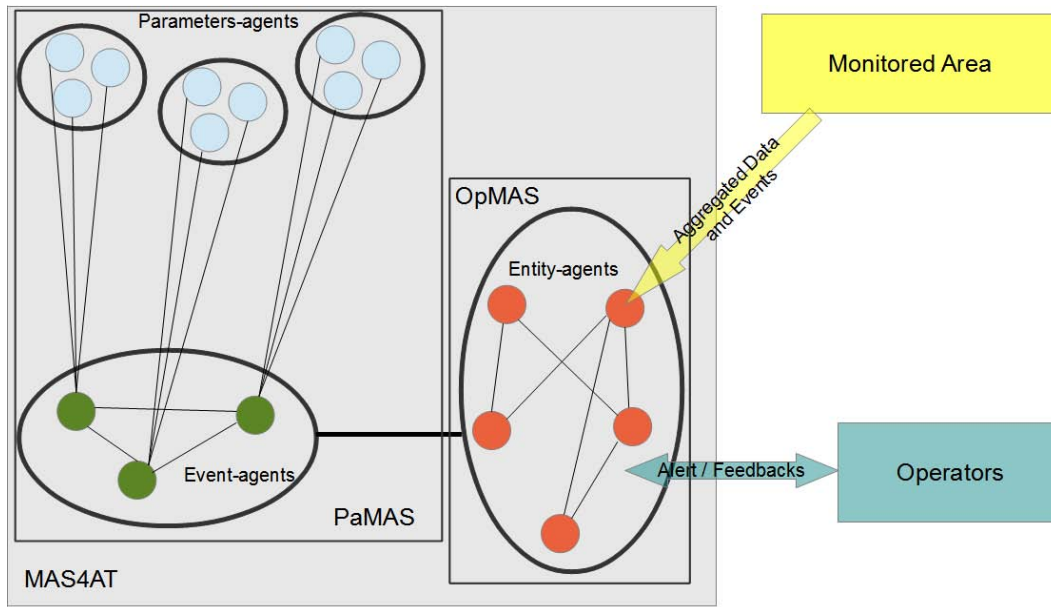 Parameters-agents
Monitored Area
OpMAS
Aggregated Data
and Events
Entity-agents
Alert / Feedbacks
Operators
Event-agents
PaMAS
MAS4AT